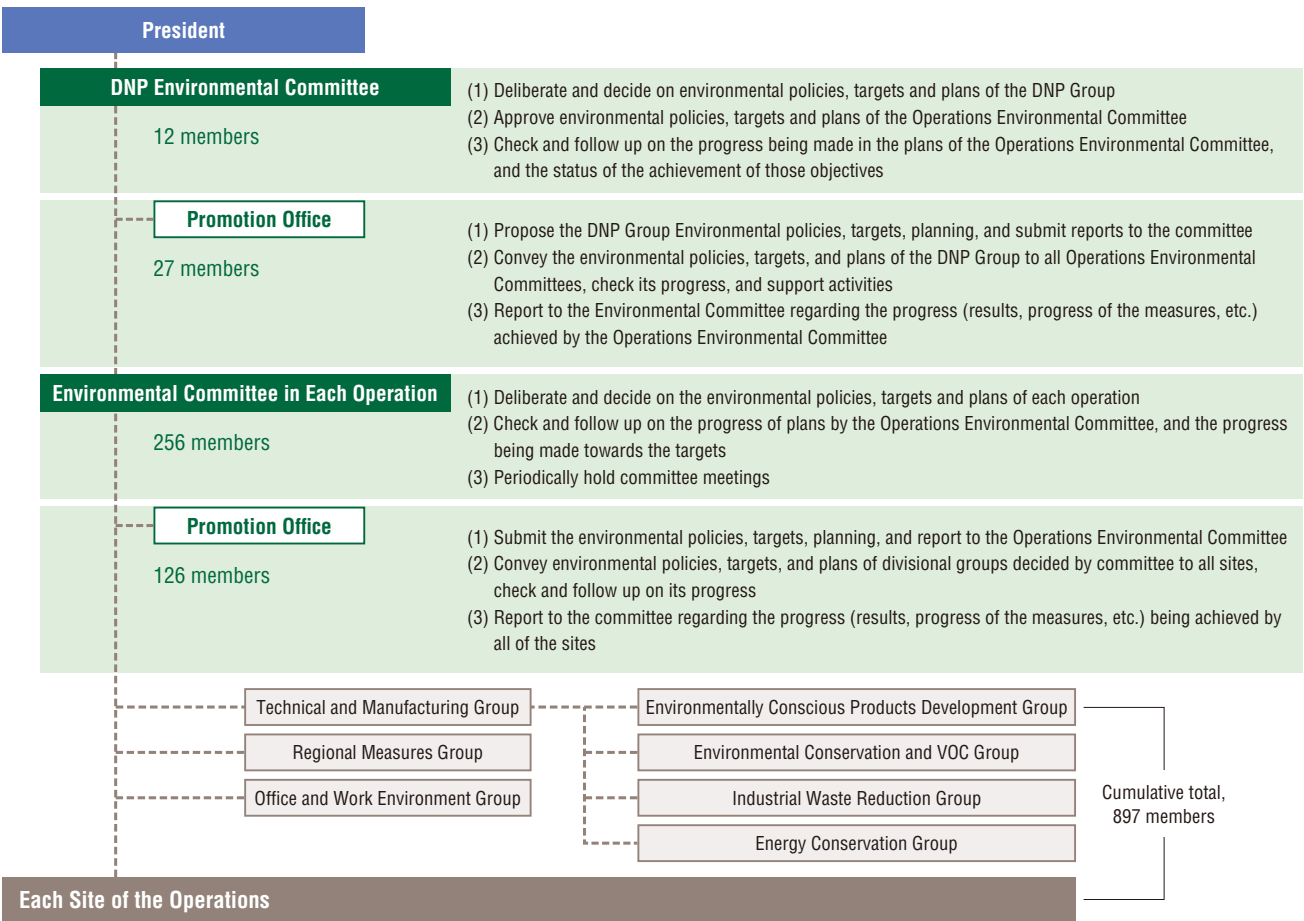 President
DNP Environmental Committee
12 members
(1) Deliberate and decide on environmental policies, targets and plans of the DNP Group
(2) Approve environmental policies, targets and plans of the Operations Environmental Committee
(3) Check and follow up on the progress being made in the plans of the Operations Environmental Committee,
and the status of the achievement of those objectives
Promotion Office
27 members
(1) Propose the DNP Group Environmental policies, targets, planning, and submit reports to the committee
(2) Convey the environmental policies, targets, and plans of the DNP Group to all Operations Environmental
Committees, check its progress, and support activities
(3) Report to the Environmental Committee regarding the progress (results, progress of the measures, etc.)
achieved by the Operations Environmental Committee
Environmental Committee in Each Operation
256 members
(1) Deliberate and decide on the environmental policies, targets and plans of each operation
(2) Check and follow up on the progress of plans by the Operations Environmental Committee, and the progress
being made towards the targets
(3) Periodically hold committee meetings
Promotion Office
126 members
(1) Submit the environmental policies, targets, planning, and report to the Operations Environmental Committee
(2) Convey environmental policies, targets, and plans of divisional groups decided by committee to all sites,
check and follow up on its progress
(3) Report to the committee regarding the progress (results, progress of the measures, etc.) being achieved by
all of the sites
Technical and Manufacturing Group
Regional Measures Group
Office and Work Environment Group
Environmentally Conscious Products Development Group
Environmental Conservation and VOC Group
Industrial Waste Reduction Group
Energy Conservation Group
Cumulative total,
897 members
Each Site of the Operations